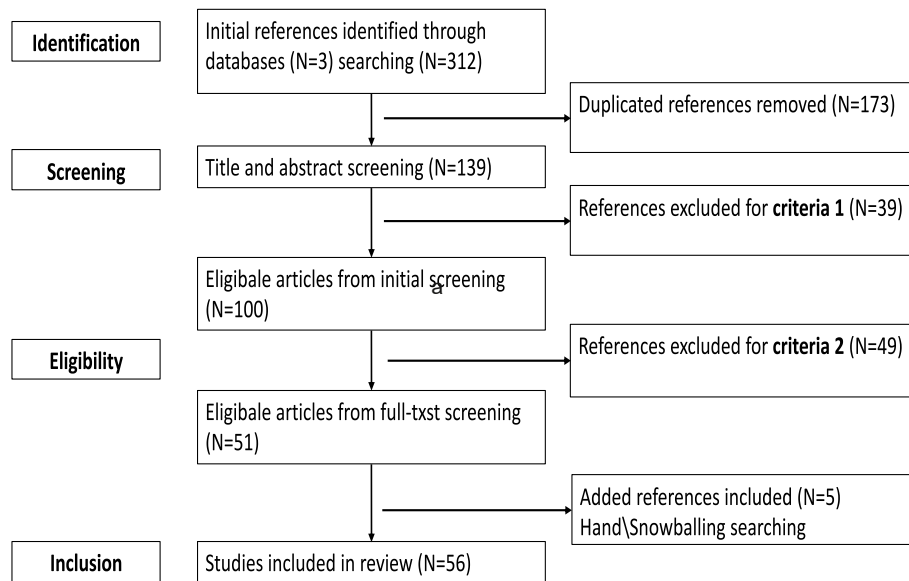 Identification
Initial references identified through
databases (N=3) searching (N=312)
Duplicated references removed (N=173)
Screening
Title and abstract screening (N=139)
References excluded for criteria 1 (N=39)
Eligibale articles from initial screening
a
(N=100)
Eligibility
References excluded for criteria 2 (N=49)
Eligibale articles from full-txst screening
(N=51)
Added references included (N=5)
Hand\Snowballing searching
Inclusion
Studies included in review (N=56)